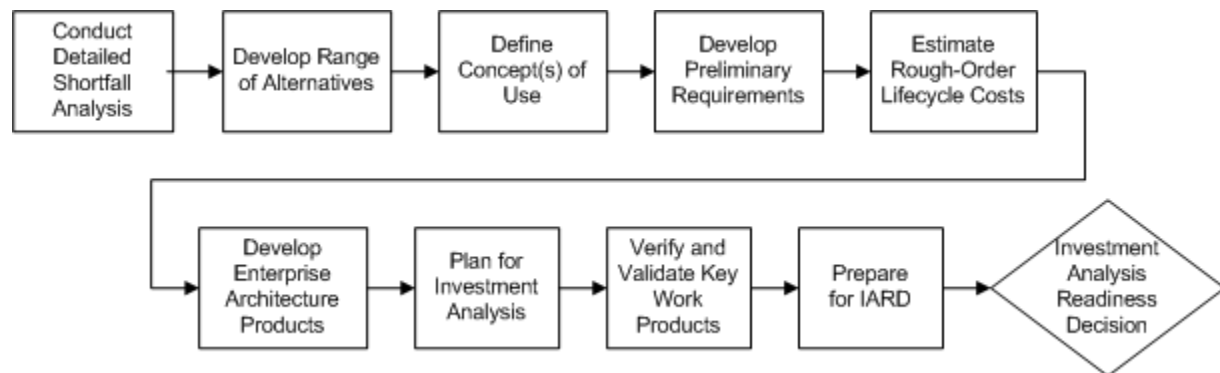 Conduct
Detailed
Shortfall
Analysis
Develop Range
of Alternatives
Define
Concept(s) of
Use
Develop
Preliminary
Requirements
Estimate
Rough-Order
Lifecycle Costs
Develop
Enterprise
Architecture
Products
Plan for
Investment
Analysis
Verify and
Validate Key
Work
Products
Prepare
for IARD
Investment
Analysis
Readiness
Decision